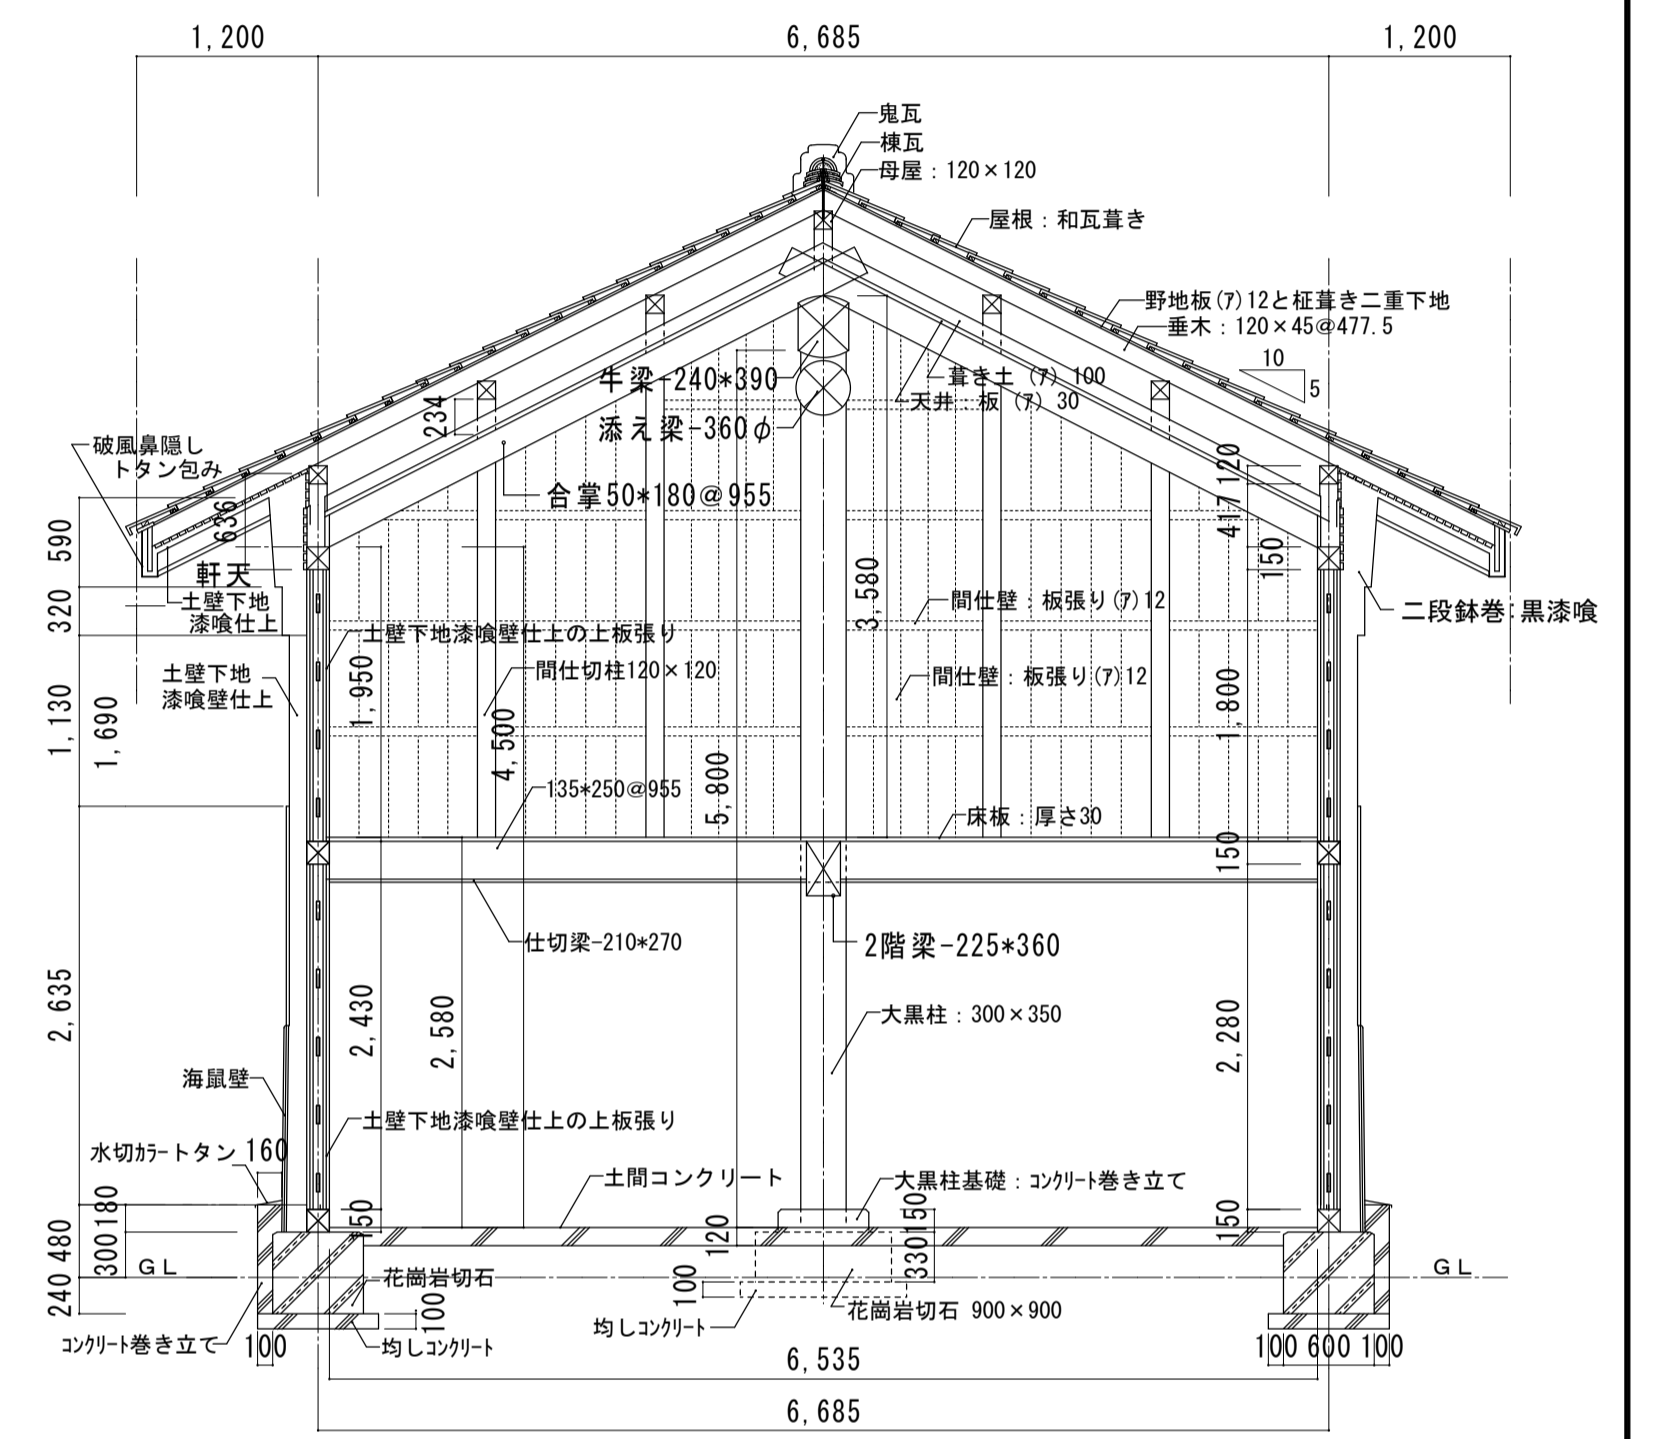 1,200
6,685
1,200
鬼瓦
棟瓦
母屋：120×120
屋根：和瓦葺き
野地板(ｱ)12と柾葺き二重下地
垂木：120×45@477.5
10
5
葺き土 (ｱ) 100
天井：板 (ｱ) 30
牛梁-240*390
添え梁-360φ
234
合掌50*180@955
破風鼻隠し
トタン包み
636
590
320
1,130
1,690
2,635
軒天
土壁下地
漆喰仕上
土壁下地
漆喰壁仕上
土壁下地漆喰壁仕上の上板張り
間仕切柱120×120
1,950
4,500
5,800
3,580
120
417
150
間仕壁：板張り(ｱ)12
間仕壁：板張り(ｱ)12
1,800
二段鉢巻：黒漆喰
135*250@955
床板：厚さ30
150
仕切梁-210*270
2階梁-225*360
大黒柱：300×350
2,430
2,580
2,280
海鼠壁
土壁下地漆喰壁仕上の上板張り
水切ｶﾗｰトタン
160
土間コンクリート
大黒柱基礎：ｺﾝｸﾘｰﾄ巻き立て
180
300
480
240
150
120
150
330
150
GL
GL
花崗岩切石
100
100
花崗岩切石 900×900
均しｺﾝｸﾘｰﾄ
ｺﾝｸﾘｰﾄ巻き立て
100
均しｺﾝｸﾘｰﾄ
100 600 100
6,535
6,685